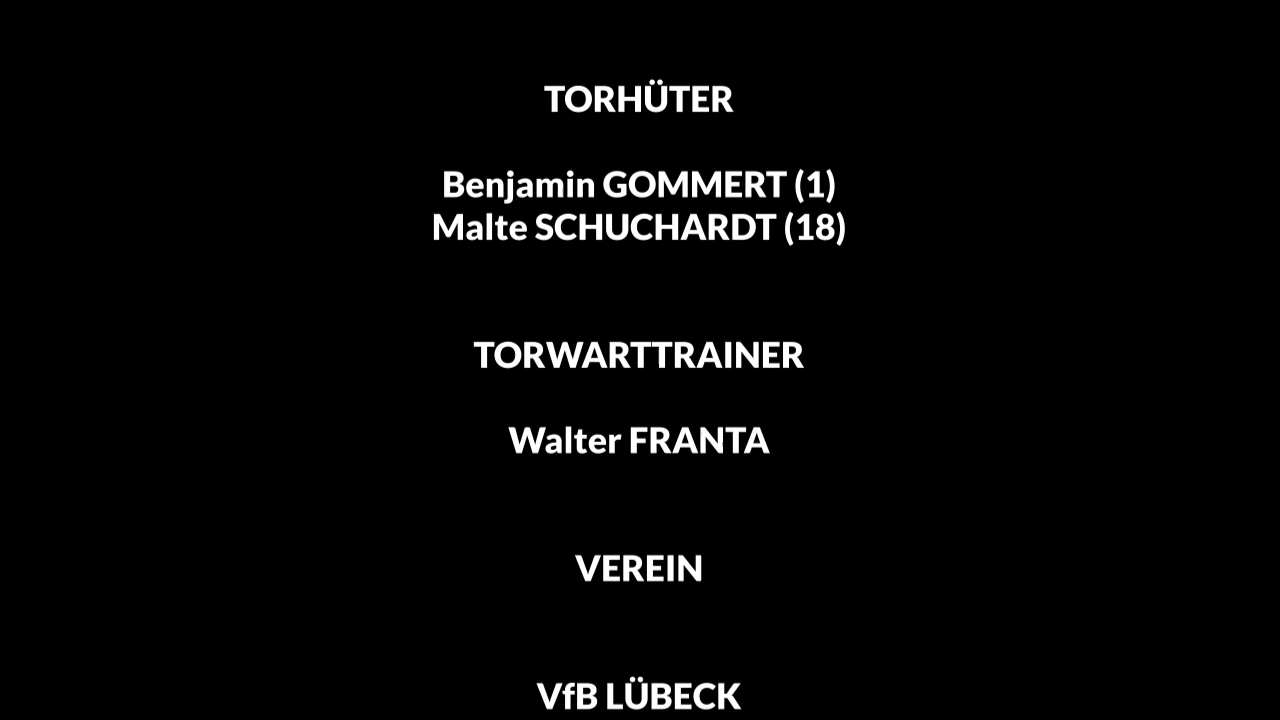 TORHÜTER
Benjamin GOMMERT (1)
Malte SCHUCHARDT (18)
TORWARTTRAINER
Walter FRANTA
VEREIN
VfB LÜBECK